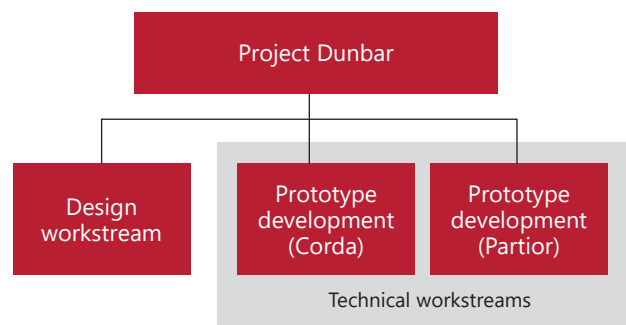 Project Dunbar
Design
workstream
Prototype
development
(Corda)
Prototype
development
(Partior)
Technical workstreams